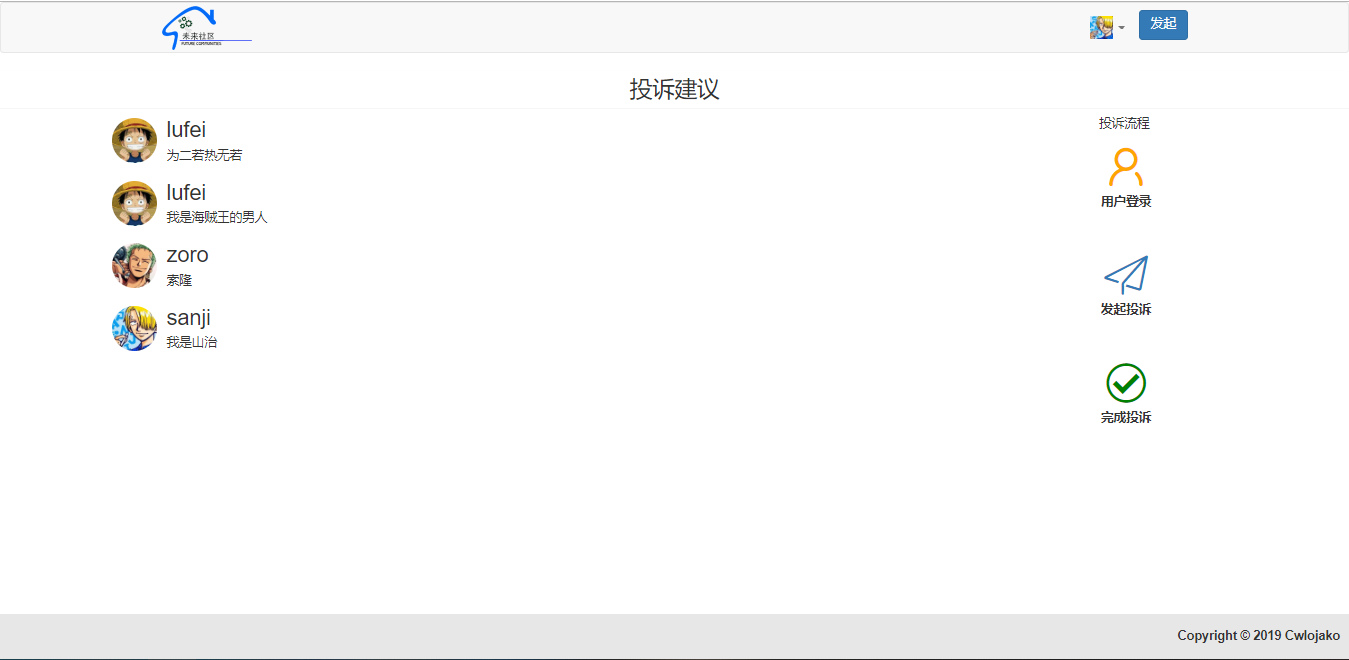 未来社区
FUTURE COMMUNITIES
发起
投诉建议
lufei
为二若热无若
lufei
我是海贼王的男人
zoro
索隆
sanji
我是山治
投诉流程
用户登录
发起投诉
完成投诉
Copyright © 2019 Cwlojako